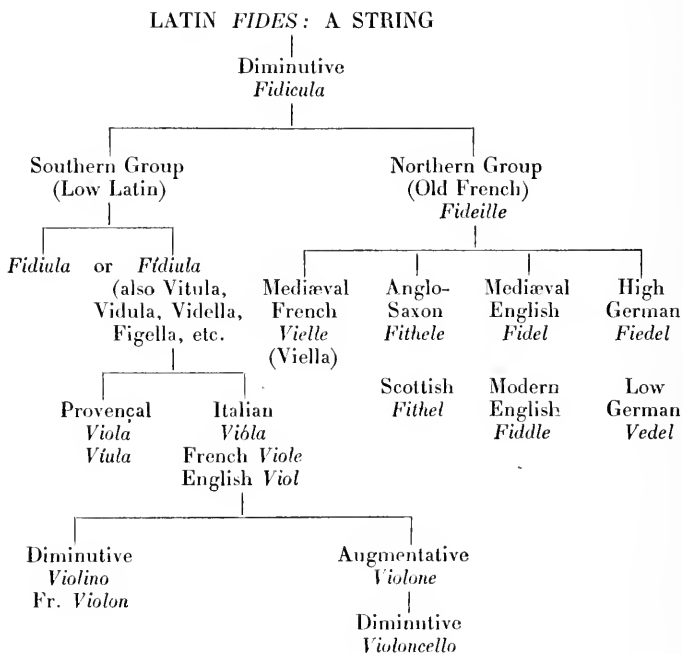 LATIN FIDES: A STRING
Diminutive
Fidicula
Southern Group
(Low Latin)
Northern Group
(Old French)
Fideille
Fidiula or Fídiula
(also Vitula,
Vidula, Vidella,
Figella, etc.
Mediæval
French
Vielle
(Viella)
Anglo-
Saxon
Fithele
Scottish
Fithel
Mediæval
English
Fidel
Modern
English
Fiddle
High
German
Fiedel
Low
German
Vedel
Provençal
Viola
Víula
Italian
Vióla
French Viole
English Viol
Diminutive
Violino
Fr. Violon
Augmentative
Violone
Diminutive
Violoncello